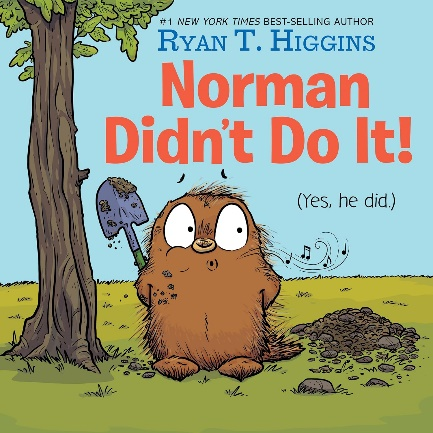 #1 NEW YORK TIMES BEST-SELLING AUTHOR
RYAN T. HIGGINS
Norman
Didn't Do It!
(Yes, he did.)